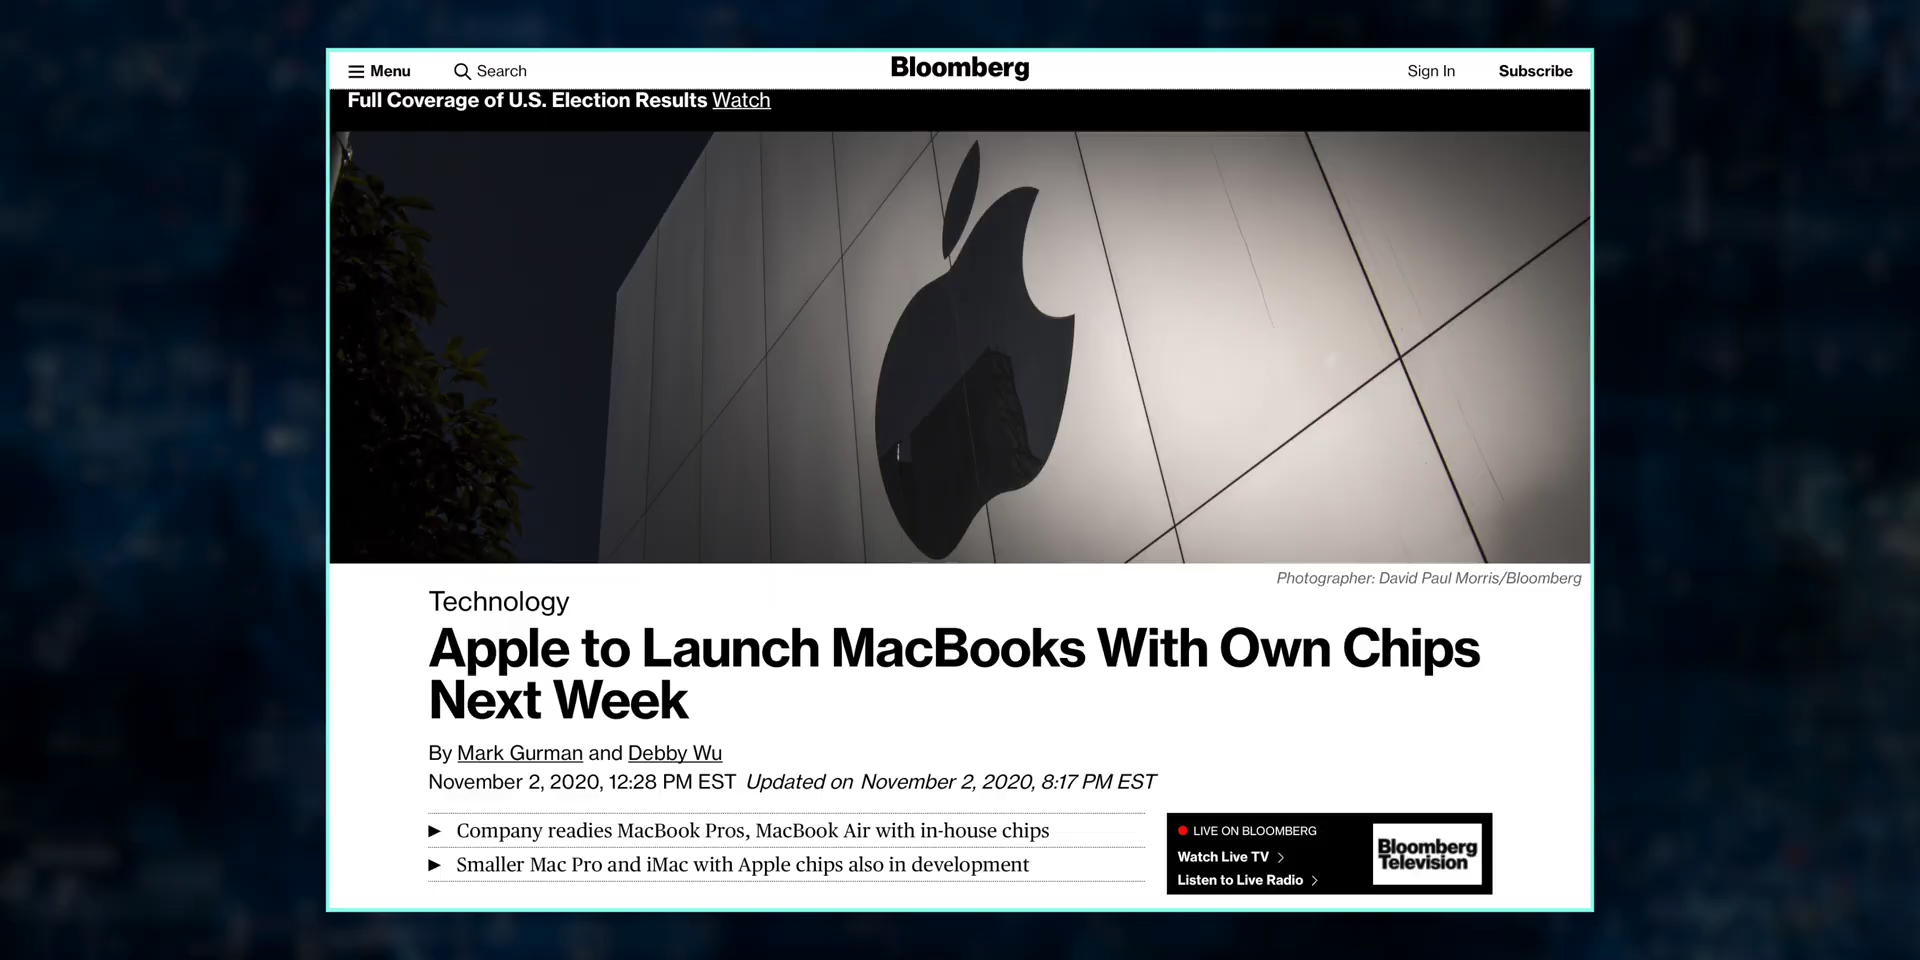 Menu
Search
Bloomberg
Sign In
Subscribe
Full Coverage of U.S. Election Results Watch
Photographer: David Paul Morris/Bloomberg
Technology
Apple to Launch MacBooks With Own Chips
Next Week
By Mark Gurman and Debby Wu
November 2, 2020, 12:28 PM EST Updated on November 2, 2020, 8:17 PM EST
Company readies MacBook Pros, MacBook Air with in-house chips
Smaller Mac Pro and iMac with Apple chips also in development
LIVE ON BLOOMBERG
Watch Live TV
Listen to Live Radio
Bloomberg
Television